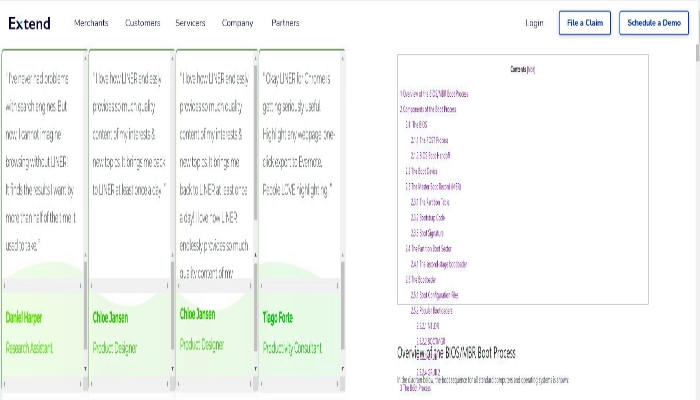 Extend
Merchants
Customers
Servicers
Company
Partners
Login
File a Claim
Schedule a Demo
" I've never had problems
with search engines. But
now, I cannot imagine
browsing without LINER!
It finds the results I want by
more than half of the time it
used to take. "
Daniel Harper
Research Assistant
" I love how LINER endlessly
provides so much quality
content of my interests &
new topics. It brings me back
to LINER at least once a day. "
Chloe Jansen
Product Designer
" I love how LINER endlessly
provides so much quality
content of my interests &
new topics. It brings me
back to LINER at least once
a day! I love how LINER
endlessly provides so much
quality content of my
Chloe Jansen
Product Designer
" Okay LINER for Chrome is
getting seriously useful.
Highlight any webpage, one-
click export to Evernote.
People LOVE highlighting. "
Tiago Forte
Productivity Consultant
Contents [hide]
1 Overview of the BIOS/MBR Boot Process
2 Components of the Boot Process
2.1 The BIOS
2.1.1 The POST Process
2.1.2 BIOS Boot Handoff
2.2 The Boot Device
2.3 The Master Boot Record (MBR)
2.3.1 The Partition Table
2.3.2 Bootstrap Code
2.3.3 Boot Signature
2.4 The Partition Boot Sector
2.4.1 The second-stage bootloader
2.5 The Bootloader
2.5.1 Boot Configuration Files
2.5.2 Popular Bootloaders
2.5.2.1 NTLDR
2.5.2.2 BOOTMGR
Overview of the BIOS/MBR Boot Process
2.5.2.4 GRUB 2
In the diagram below, the boot sequence for all standard computers and operating systems is shown:
3 The Boot Process